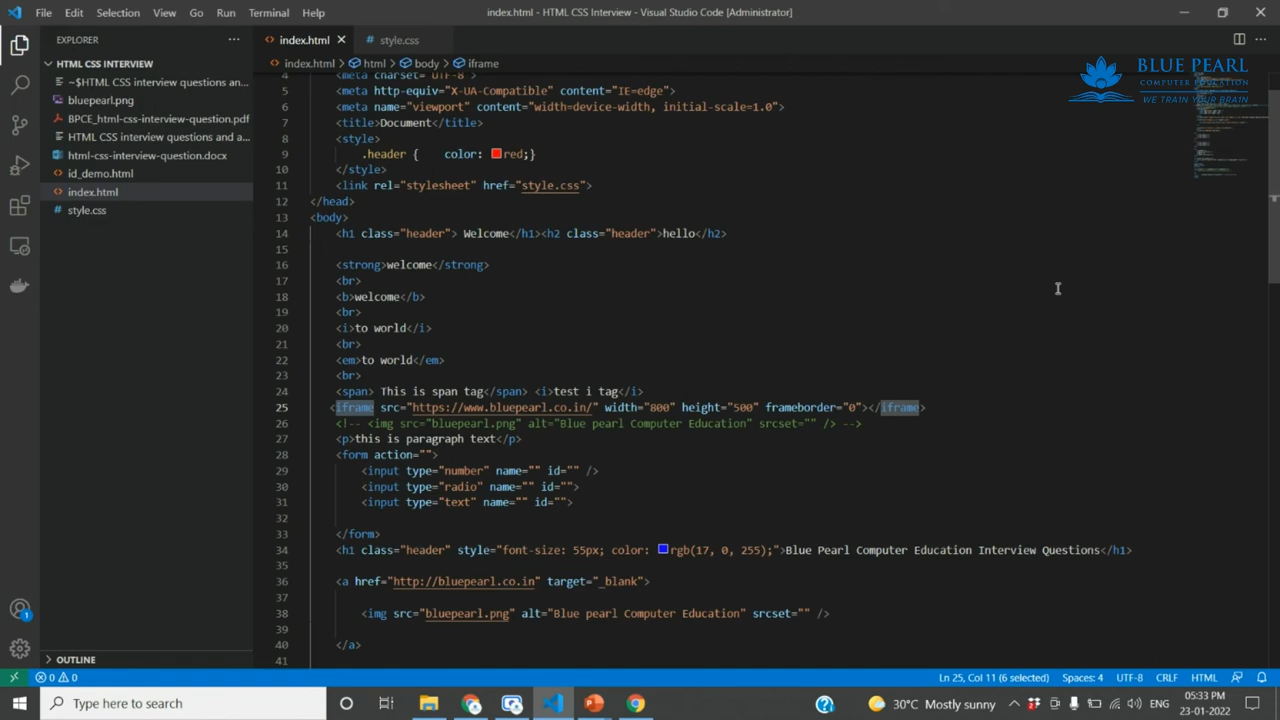 File Edit Selection View Go Run Terminal Help
index.html - HTML CSS Interview - Visual Studio Code [Administrator]
EXPLORER
index.html
style.css
HTML CSS INTERVIEW
~$HTML CSS interview questions an...
bluepearl.png
BPCE_html-css-interview-question.pdf
HTML CSS interview questions and a...
html-css-interview-question.docx
id_demo.html
index.html
style.css
OUTLINE
index.html > html > body > iframe
BLUE PEARL
COMPUTER EDUCATION
WE TRAIN YOUR BRAIN
4 <meta charset="UTF-8">
5 <meta http-equiv="X-UA-Compatible" content="IE=edge">
6 <meta name="viewport" content="width=device-width, initial-scale=1.0">
7 <title>Document</title>
8 <style>
9 .header { color: red;}
10 </style>
11 <link rel="stylesheet" href="style.css">
12 </head>
13 <body>
14 <h1 class="header"> Welcome</h1><h2 class="header">hello</h2>
15
16 <strong>welcome</strong>
17 <br>
18 <b>welcome</b>
19 <br>
20 <i>to world</i>
21 <br>
22 <em>to world</em>
23 <br>
24 <span> This is span tag</span> <i>test i tag</i>
25 <iframe src="https://www.bluepearl.co.in/" width="800" height="500" frameborder="0"></iframe>
26 <!-- <img src="bluepearl.png" alt="Blue pearl Computer Education" srcset="" /> -->
27 <p>this is paragraph text</p>
28 <form action="">
29 <input type="number" name="" id="" />
30 <input type="radio" name="" id="">
31 <input type="text" name="" id="">
32
33 </form>
34 <h1 class="header" style="font-size: 55px; color: rgb(17, 0, 255);">Blue Pearl Computer Education Interview Questions</h1>
35
36 <a href="http://bluepearl.co.in" target="_blank">
37
38 <img src="bluepearl.png" alt="Blue pearl Computer Education" srcset="" />
39
40 </a>
41
1
0 0
Ln 25, Col 11 (6 selected) Spaces: 4 UTF-8 CRLF HTML
Type here to search
30°C Mostly sunny
05:33 PM
23-01-2022